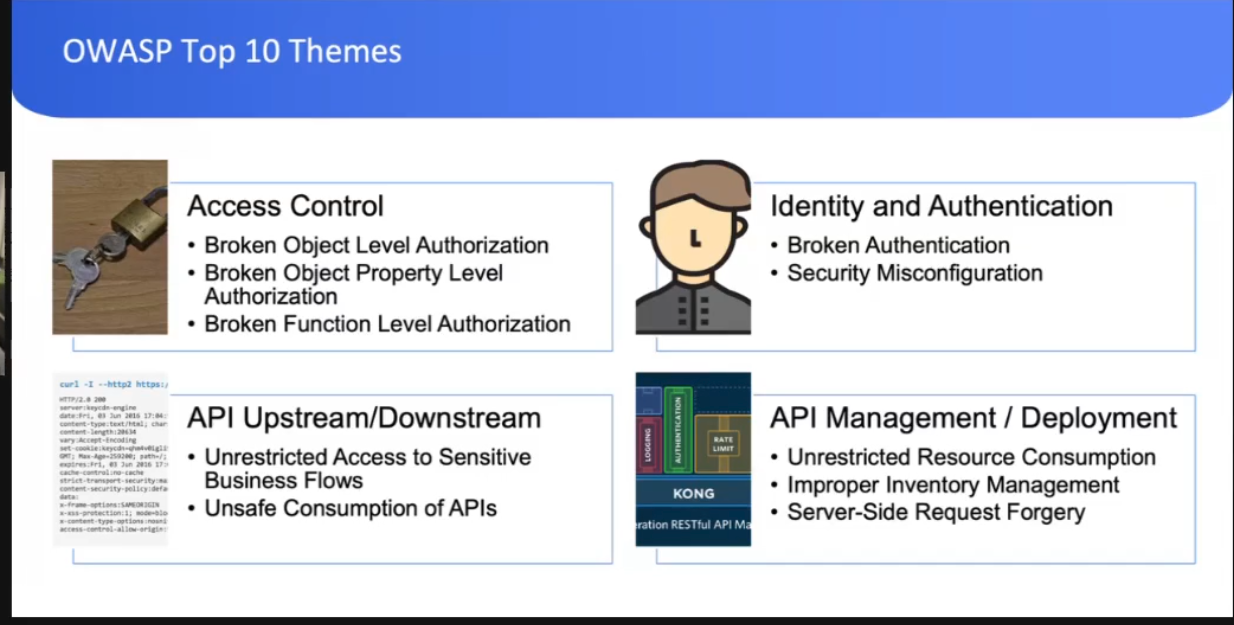 OWASP Top 10 Themes
Access Control
• Broken Object Level Authorization
• Broken Object Property Level
Authorization
• Broken Function Level Authorization
Identity and Authentication
• Broken Authentication
• Security Misconfiguration
curl -I --http2 https:/
HTTP/2.0 200
server:keycdn-engine
date:Fri, 03 Jun 2016 17:04:
content-type:text/html; char
content-length:20634
vary:Accept-Encoding
GMT; Max-Age=259200; path=/;
expires:Fri, 03 Jun 2016 17:
cache-control:no-cache
strict-transport-security:ma
content-security-policy:defa
data:
x-frame-options:SAMEORIGIN
x-xss-protection:1; mode=blo
x-content-type-options:nosni
access-control-allow-origin:
API Upstream/Downstream
• Unrestricted Access to Sensitive
Business Flows
• Unsafe Consumption of APIs
LOGGING
AUTHENTICATION
RATE
LIMIT
KONG
eration RESTful API Ma
API Management / Deployment
• Unrestricted Resource Consumption
• Improper Inventory Management
• Server-Side Request Forgery